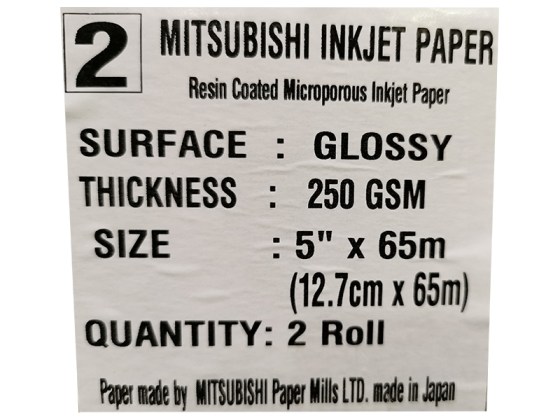 2 MITSUBISHI INKJET PAPER
Resin Coated Microporous Inkjet Paper
SURFACE : GLOSSY
THICKNESS : 250 GSM
SIZE : 5" x 65m
(12.7cm x 65m)
QUANTITY: 2 Roll
Paper made by MITSUBISHI Paper Mills LTD. made in Japan